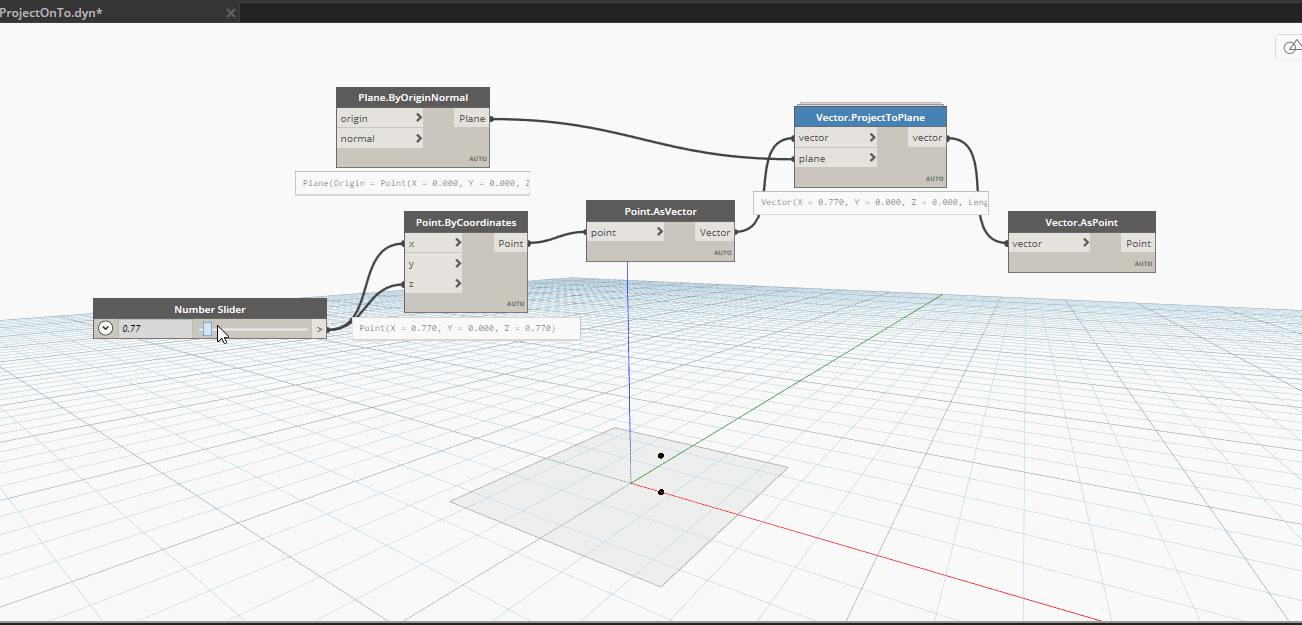 ProjectOnTo.dyn*
Plane.ByOriginNormal
origin > Plane
normal >
AUTO
Plane(Origin = Point(X = 0.000, Y = 0.000, Z
Vector.ProjectToPlane
vector > vector
plane >
AUTO
Vector(X = 0.770, Y = 0.000, Z = 0.000, Leng
Point.ByCoordinates
x > Point
y >
z >
AUTO
Point(X = 0.770, Y = 0.000, Z = 0.770)
Point.AsVector
point > Vector
AUTO
Vector.AsPoint
vector > Point
AUTO
Number Slider
0.77 >